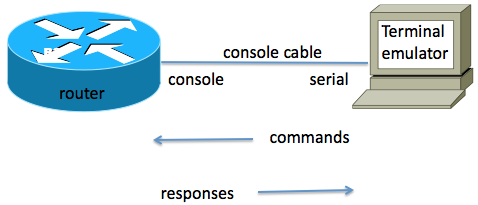 Terminal
emulator
console cable
console
serial
router
commands
responses